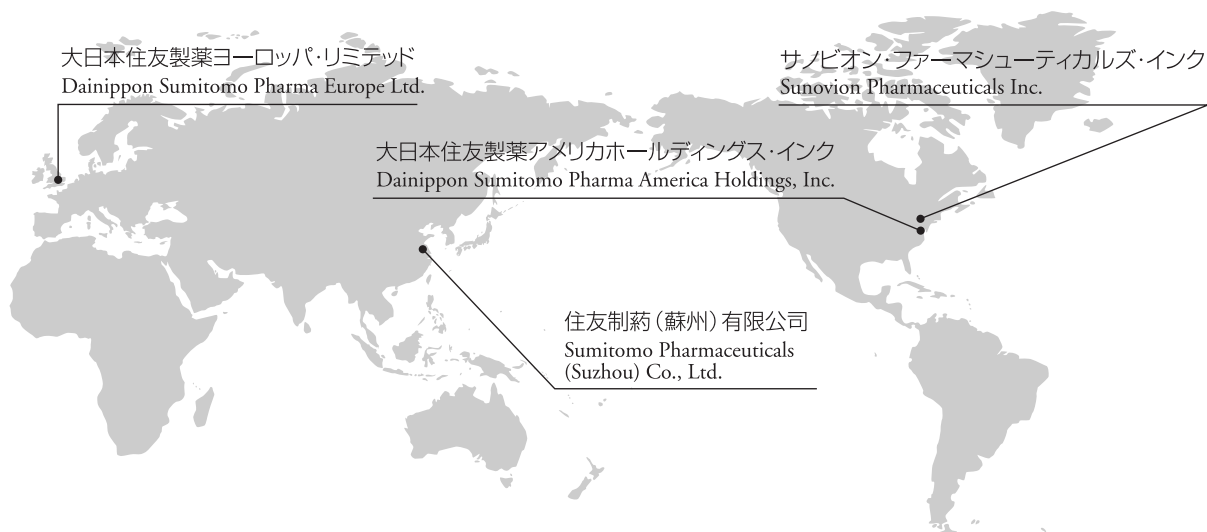 大日本住友製薬ヨーロッパ・リミテッド
Dainippon Sumitomo Pharma Europe Ltd.
サノビオン・ファーマシューティカルズ・インク
Sunovion Pharmaceuticals Inc.
大日本住友製薬アメリカホールディングス・インク
Dainippon Sumitomo Pharma America Holdings, Inc.
住友制葯(蘇州)有限公司
Sumitomo Pharmaceuticals
(Suzhou) Co., Ltd.